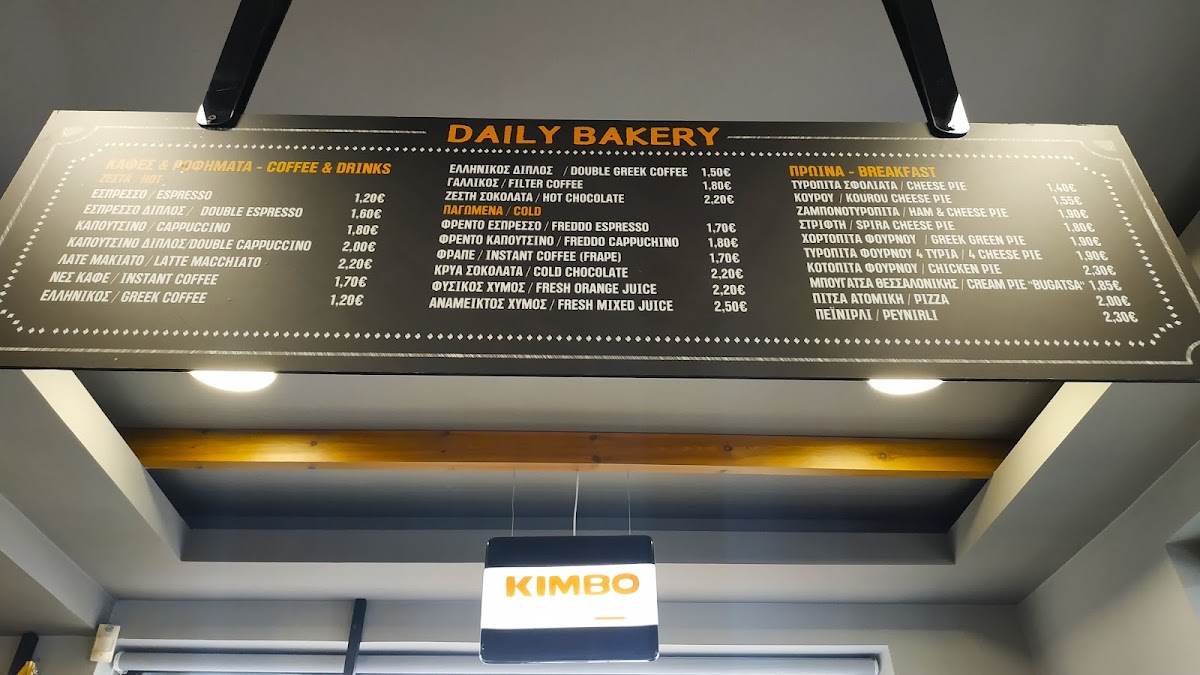 DAILY BAKERY
ΚΑΦΕΣ & ΡΟΦΗΜΑΤΑ - COFFEE & DRINKS
ΖΕΣΤΑ / HOT
ΕΣΠΡΕΣΣΟ / ESPRESSO 1,20€
ΕΣΠΡΕΣΣΟ ΔΙΠΛΟΣ / DOUBLE ESPRESSO 1,60€
ΚΑΠΟΥΤΣΙΝΟ / CAPPUCCINO 1,80€
ΚΑΠΟΥΤΣΙΝΟ ΔΙΠΛΟΣ/DOUBLE CAPPUCCINO 2,00€
ΛΑΤΕ ΜΑΚΙΑΤΟ / LATTE MACCHIATO 2,20€
ΝΕΣ ΚΑΦΕ / INSTANT COFFEE 1,70€
ΕΛΛΗΝΙΚΟΣ / GREEK COFFEE 1,20€
ΕΛΛΗΝΙΚΟΣ ΔΙΠΛΟΣ / DOUBLE GREEK COFFEE 1,50€
ΓΑΛΛΙΚΟΣ / FILTER COFFEE 1,80€
ΖΕΣΤΗ ΣΟΚΟΛΑΤΑ / HOT CHOCOLATE 2,20€
ΠΑΓΩΜΕΝΑ / COLD
ΦΡΕΝΤΟ ΕΣΠΡΕΣΣΟ / FREDDO ESPRESSO 1,70€
ΦΡΕΝΤΟ ΚΑΠΟΥΤΣΙΝΟ / FREDDO CAPPUCHINO 1,80€
ΦΡΑΠΕ / INSTANT COFFEE (FRAPE) 1,70€
ΚΡΥΑ ΣΟΚΟΛΑΤΑ / COLD CHOCOLATE 2,20€
ΦΥΣΙΚΟΣ ΧΥΜΟΣ / FRESH ORANGE JUICE 2,20€
ΑΝΑΜΕΙΚΤΟΣ ΧΥΜΟΣ / FRESH MIXED JUICE 2,50€
ΠΡΩΙΝΑ - BREAKFAST
ΤΥΡΟΠΙΤΑ ΣΦΟΛΙΑΤΑ / CHEESE PIE 1,40€
ΚΟΥΡΟΥ / KOUROU CHEESE PIE 1,55€
ΖΑΜΠΟΝΟΤΥΡΟΠΙΤΑ / HAM & CHEESE PIE 1,90€
ΣΤΡΙΦΤΗ / SPIRA CHEESE PIE 1,80€
ΧΟΡΤΟΠΙΤΑ ΦΟΥΡΝΟΥ / GREEK GREEN PIE 1,90€
ΤΥΡΟΠΙΤΑ ΦΟΥΡΝΟΥ 4 ΤΥΡΙΑ / 4 CHEESE PIE 1,90€
ΚΟΤΟΠΙΤΑ ΦΟΥΡΝΟΥ / CHICKEN PIE 2,30€
ΜΠΟΥΓΑΤΣΑ ΘΕΣΣΑΛΟΝΙΚΗΣ / CREAM PIE "BUGATSA" 1,85€
ΠΙΤΣΑ ΑΤΟΜΙΚΗ / PIZZA 2,00€
ΠΕΪΝΙΡΛΙ / PEYNIRLI 2,30€
KIMBO